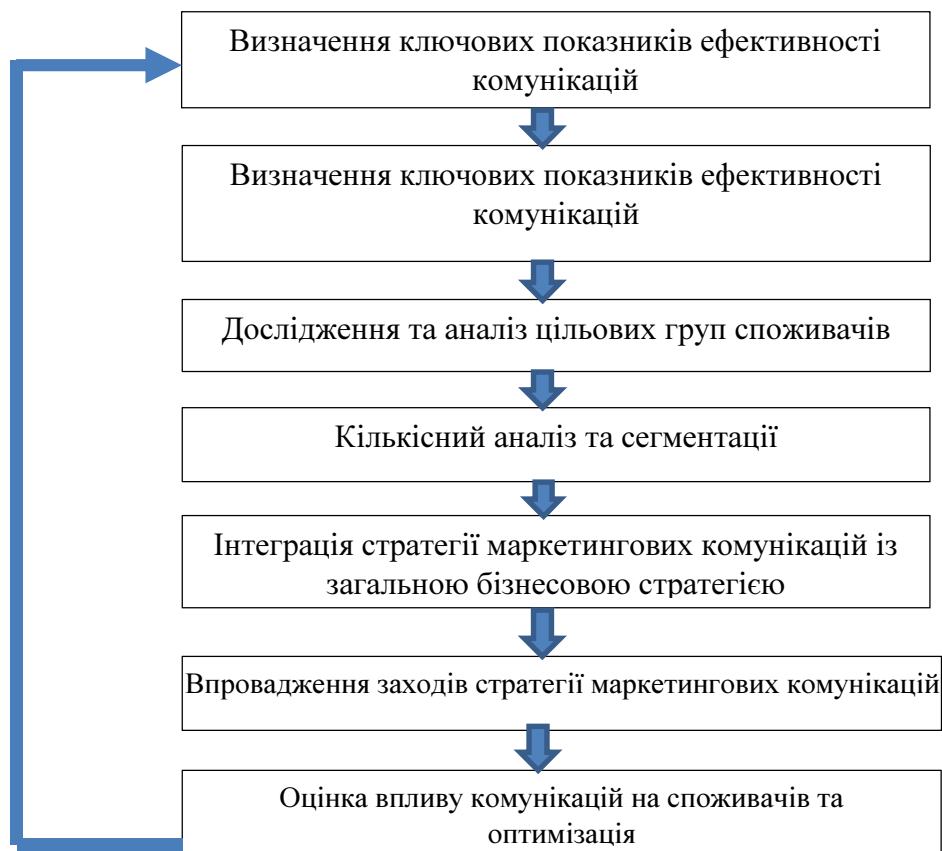 Визначення ключових показників ефективності
комунікацій
Визначення ключових показників ефективності
комунікацій
Дослідження та аналіз цільових груп споживачів
Кількісний аналіз та сегментації
Інтеграція стратегії маркетингових комунікацій із
загальною бізнесовою стратегією
Впровадження заходів стратегії маркетингових комунікацій
Оцінка впливу комунікацій на споживачів та
оптимізація